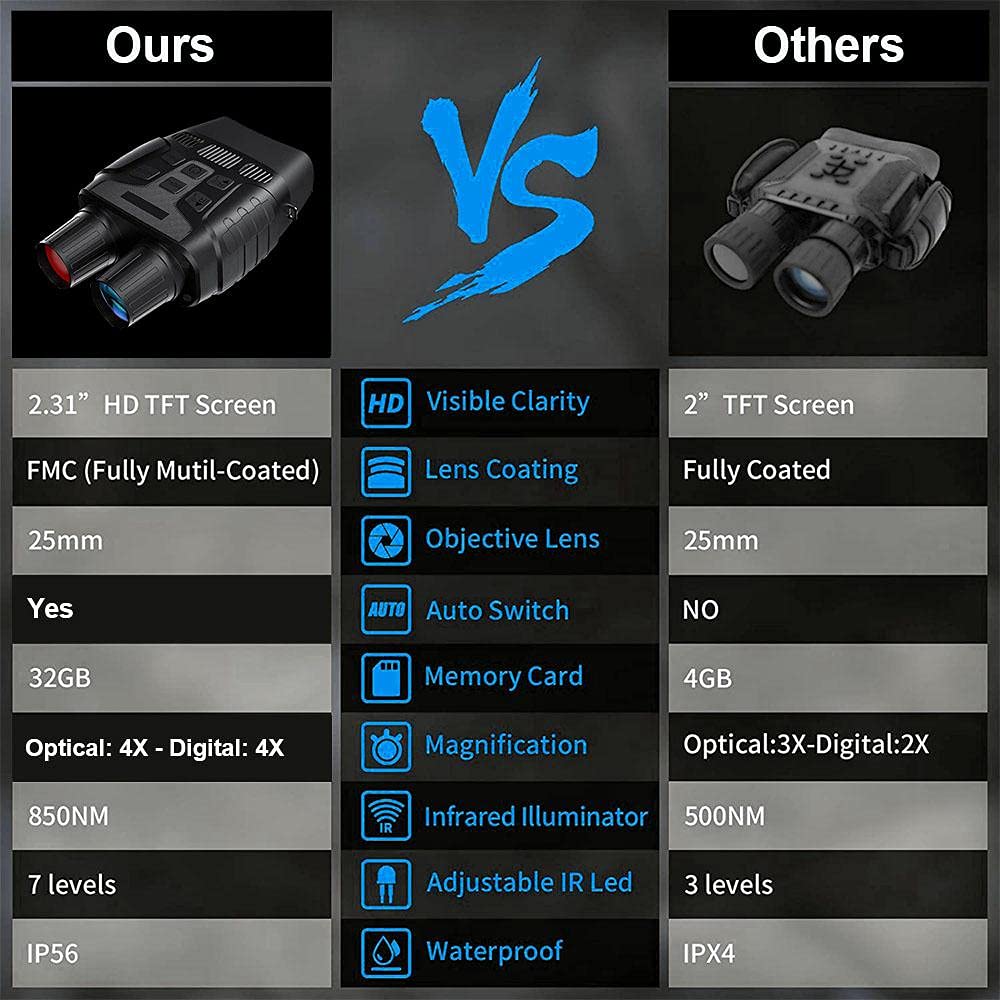 Ours
VS
Others
2.31” HD TFT Screen
HD Visible Clarity
2” TFT Screen
FMC (Fully Mutil-Coated)
Lens Coating
Fully Coated
25mm
Objective Lens
25mm
Yes
AUTO Auto Switch
NO
32GB
Memory Card
4GB
Optical: 4X - Digital: 4X
Magnification
Optical:3X-Digital:2X
850NM
IR Infrared Illuminator
500NM
7 levels
Adjustable IR Led
3 levels
IP56
Waterproof
IPX4